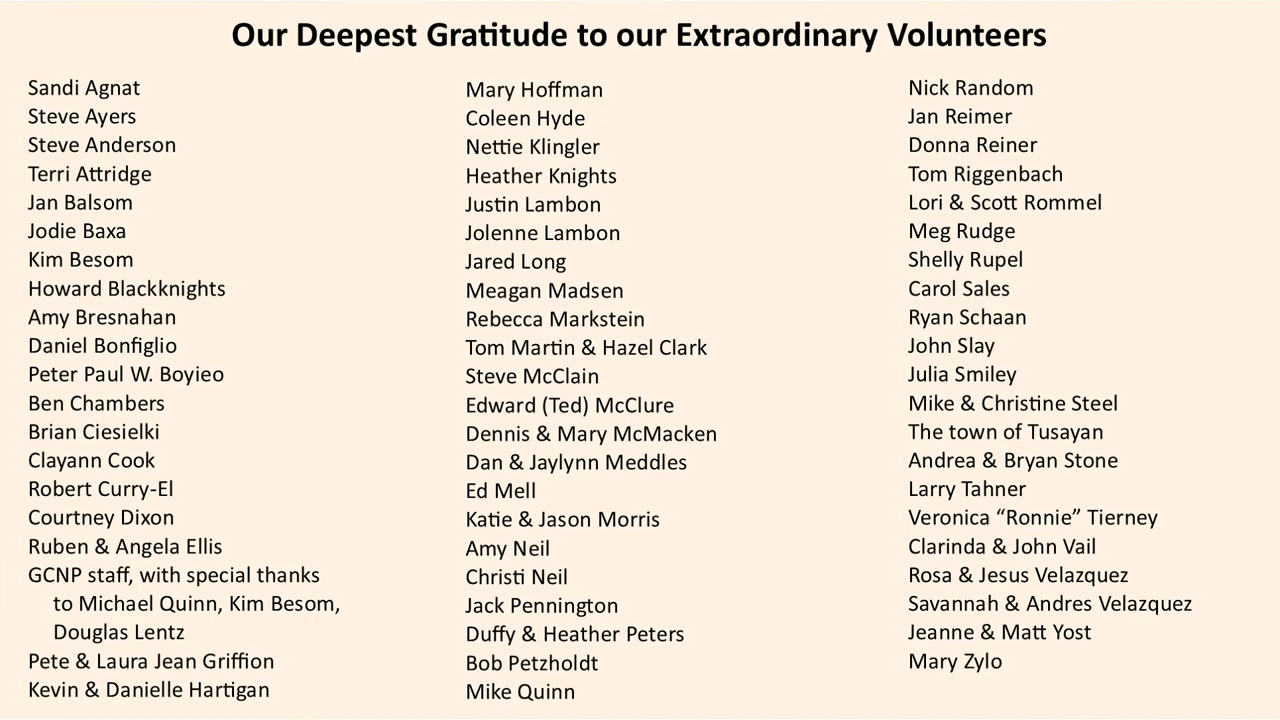 Our Deepest Gratitude to our Extraordinary Volunteers
Sandi Agnat
Steve Ayers
Steve Anderson
Terri Attridge
Jan Balsom
Jodie Baxa
Kim Besom
Howard Blackknights
Amy Bresnahan
Daniel Bonfiglio
Peter Paul W. Boyieo
Ben Chambers
Brian Ciesielki
Clayann Cook
Robert Curry-El
Courtney Dixon
Ruben & Angela Ellis
GCNP staff, with special thanks
to Michael Quinn, Kim Besom,
Douglas Lentz
Pete & Laura Jean Griffion
Kevin & Danielle Hartigan
Mary Hoffman
Coleen Hyde
Nettie Klingler
Heather Knights
Justin Lambon
Jolenne Lambon
Jared Long
Meagan Madsen
Rebecca Markstein
Tom Martin & Hazel Clark
Steve McClain
Edward (Ted) McClure
Dennis & Mary McMacken
Dan & Jaylynn Meddles
Ed Mell
Katie & Jason Morris
Amy Neil
Christi Neil
Jack Pennington
Duffy & Heather Peters
Bob Petzholdt
Mike Quinn
Nick Random
Jan Reimer
Donna Reiner
Tom Riggenbach
Lori & Scott Rommel
Meg Rudge
Shelly Rupel
Carol Sales
Ryan Schaan
John Slay
Julia Smiley
Mike & Christine Steel
The town of Tusayan
Andrea & Bryan Stone
Larry Tahner
Veronica “Ronnie” Tierney
Clarinda & John Vail
Rosa & Jesus Velazquez
Savannah & Andres Velazquez
Jeanne & Matt Yost
Mary Zylo